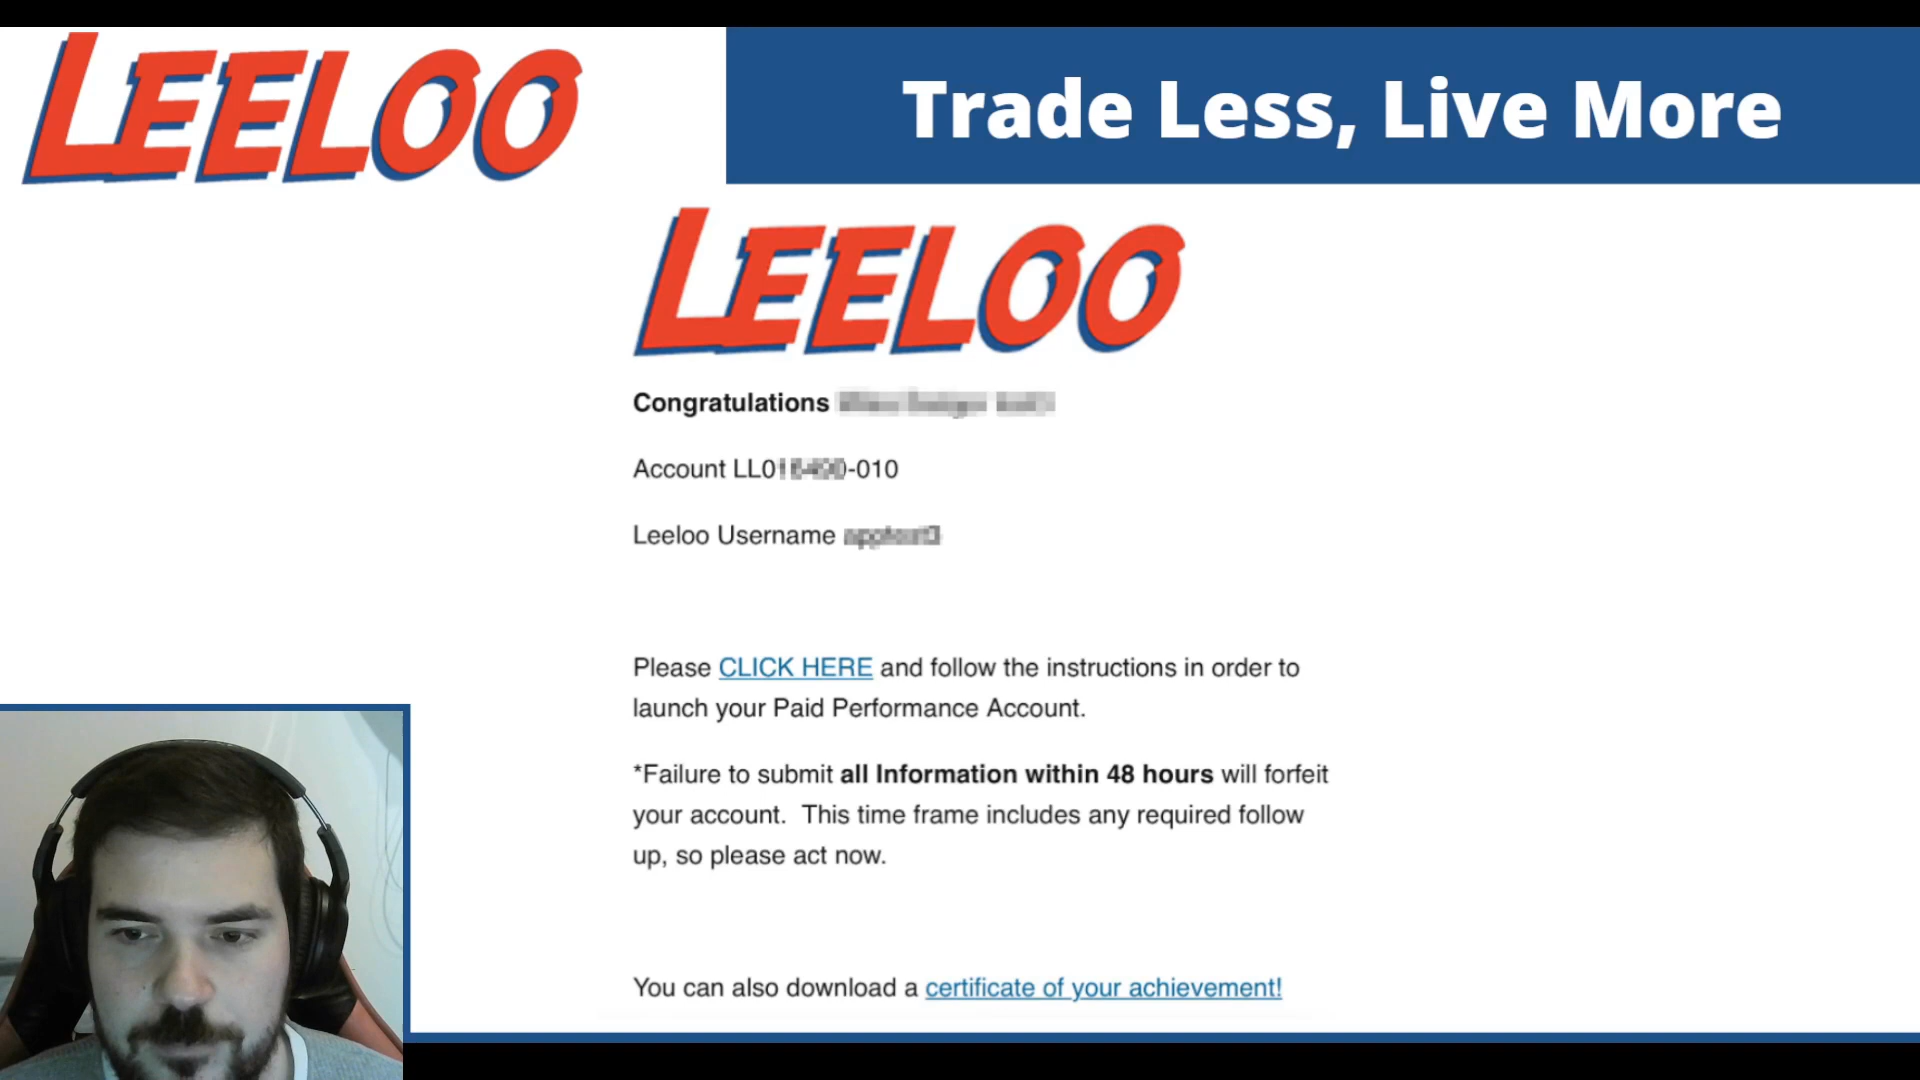 LEELOO
Trade Less, Live More
LEELOO
Congratulations
Account LL0 -010
Leeloo Username
Please CLICK HERE and follow the instructions in order to
launch your Paid Performance Account.
*Failure to submit all Information within 48 hours will forfeit
your account. This time frame includes any required follow
up, so please act now.
You can also download a certificate of your achievement!